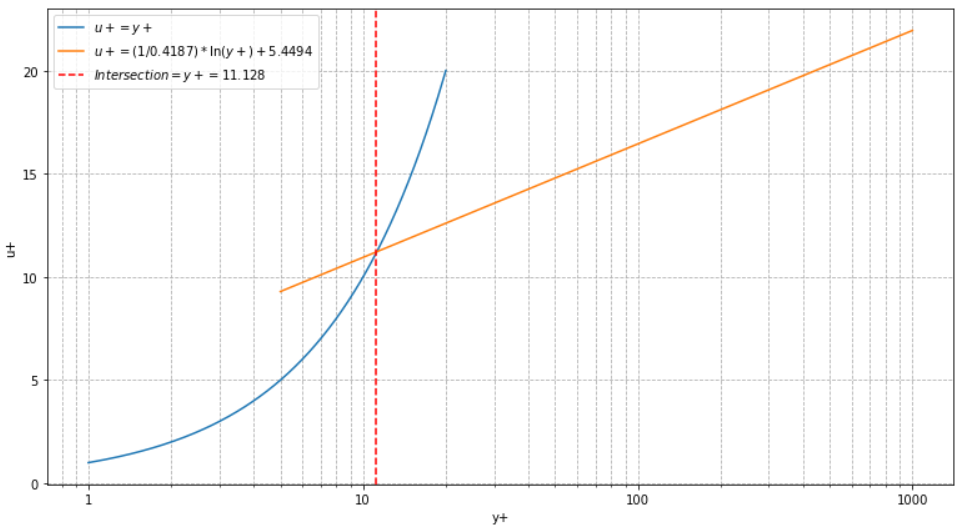 u+=y+
u+=(1/0.4187)*ln(y+)+5.4494
Intersection=y+=11.128
20
15
10
5
0
u+
1 10 100 1000
y+